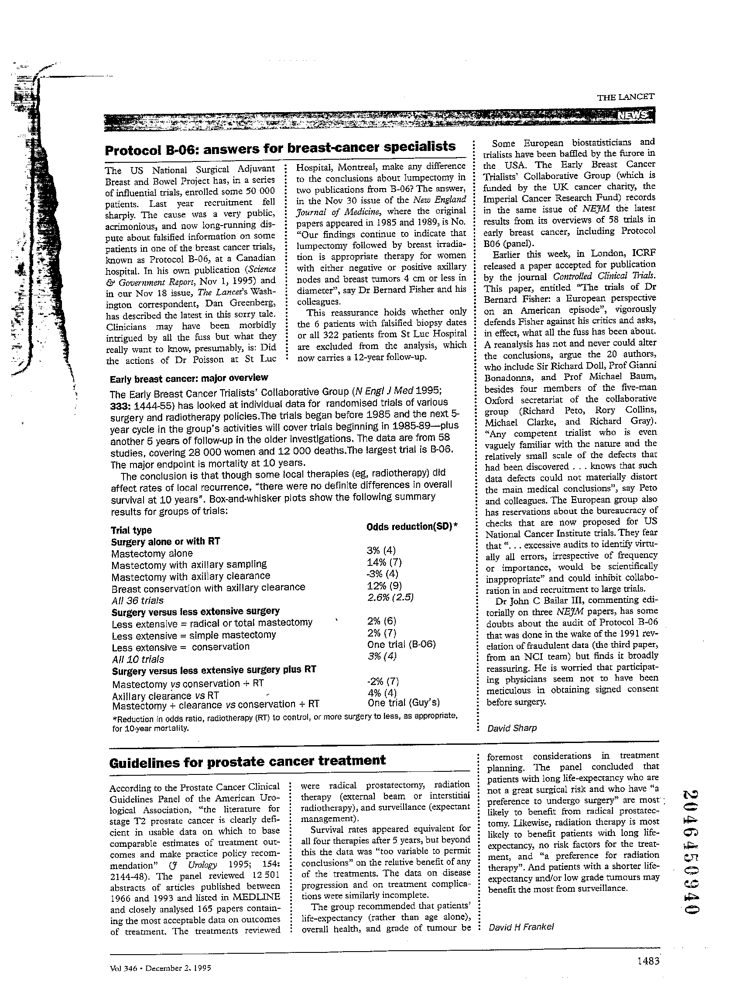 THE LANCET
NEWS
Protocol B-06: answers for breast-cancer specialists
The US National Surgical Adjuvant
Breast and Bowel Project has, in a series
of influential trials, enrolled some 50 000
patients. Last year recruitment fell
sharply. The cause was a very public,
acrimonious, and now long-running dis-
pute about falsified information on some
patients in one of the breast cancer trials,
known as Protocol B-06, at a Canadian
hospital. In his own publication (Science
& Government Report, Nov 1, 1995) and
in our Nov 18 issue, The Lancet's Wash-
ington correspondent, Dan Greenberg,
has described the latest in this sorry tale.
Clinicians may have been morbidly
intrigued by all the fuss but what they
really want to know, presumably, is: Did
the actions of Dr Poisson at St Luc
Hospital, Montreal, make any difference
to the conclusions about lumpectomy in
two publications from B-06? The answer,
in the Nov 30 issue of the New England
Journal of Medicine, where the original
papers appeared in 1985 and 1989, is No.
"Our findings continue to indicate that
lumpectomy followed by breast irradia-
tion is appropriate therapy for women
with either negative or positive axillary
nodes and breast tumors 4 cm or less in
diameter", say Dr Bernard Fisher and his
colleagues.
This reassurance holds whether only
the 6 patients with falsified biopsy dates
or all 322 patients from St Luc Hospital
are excluded from the analysis, which
now carries a 12-year follow-up.
Early breast cancer: major overview
The Early Breast Cancer Trialists' Collaborative Group (N Engl J Med 1995;
333: 1444-55) has looked at individual data for randomised trials of various
surgery and radiotherapy policies.The trials began before 1985 and the next 5-
year cycle in the group's activities will cover trials beginning in 1985-89—plus
another 5 years of follow-up in the older investigations. The data are from 58
studies, covering 28 000 women and 12 000 deaths.The largest trial is B-06.
The major endpoint is mortality at 10 years.
The conclusion is that though some local therapies (eg, radiotherapy) did
affect rates of local recurrence, "there were no definite differences in overall
survival at 10 years". Box-and-whisker plots show the following summary
results for groups of trials:
Trial type Odds reduction(SD)*
Surgery alone or with RT
Mastectomy alone 3% (4)
Mastectomy with axillary sampling 14% (7)
Mastectomy with axillary clearance -3% (4)
Breast conservation with axillary clearance 12% (9)
All 36 trials 2.6% (2.5)
Surgery versus less extensive surgery
Less extensive = radical or total mastectomy 2% (6)
Less extensive = simple mastectomy 2% (7)
Less extensive = conservation One trial (B-06)
All 10 trials 3% (4)
Surgery versus less extensive surgery plus RT
Mastectomy vs conservation + RT -2% (7)
Axillary clearance vs RT 4% (4)
Mastectomy + clearance vs conservation + RT One trial (Guy's)
*Reduction in odds ratio, radiotherapy (RT) to control, or more surgery to less, as appropriate,
for 10-year mortality.
Some European biostatisticians and
trialists have been baffled by the furore in
the USA. The Early Breast Cancer
Trialists' Collaborative Group (which is
funded by the UK cancer charity, the
Imperial Cancer Research Fund) records
in the same issue of NEJM the latest
results from its overviews of 58 trials in
early breast cancer, including Protocol
B06 (panel).
Earlier this week, in London, ICRF
released a paper accepted for publication
by the journal Controlled Clinical Trials.
This paper, entitled "The trials of Dr
Bernard Fisher: a European perspective
on an American episode", vigorously
defends Fisher against his critics and asks,
in effect, what all the fuss has been about.
A reanalysis has not and never could alter
the conclusions, argue the 20 authors,
who include Sir Richard Doll, Prof Gianni
Bonadonna, and Prof Michael Baum,
besides four members of the five-man
Oxford secretariat of the collaborative
group (Richard Peto, Rory Collins,
Michael Clarke, and Richard Gray).
"Any competent trialist who is even
vaguely familiar with the nature and the
relatively small scale of the defects that
had been discovered . . . knows that such
data defects could not materially distort
the main medical conclusions", say Peto
and colleagues. The European group also
has reservations about the bureaucracy of
checks that are now proposed for US
National Cancer Institute trials. They fear
that ". . . excessive audits to identify virtu-
ally all errors, irrespective of frequency
or importance, would be scientifically
inappropriate" and could inhibit collabo-
ration in and recruitment to large trials.
Dr John C Bailar III, commenting edi-
torially on three NEJM papers, has some
doubts about the audit of Protocol B-06
that was done in the wake of the 1991 rev-
elation of fraudulent data (the third paper,
from an NCI team) but finds it broadly
reassuring. He is worried that participat-
ing physicians seem not to have been
meticulous in obtaining signed consent
before surgery.
David Sharp
Guidelines for prostate cancer treatment
According to the Prostate Cancer Clinical
Guidelines Panel of the American Uro-
logical Association, "the literature for
stage T2 prostate cancer is clearly defi-
cient in usable data on which to base
comparable estimates of treatment out-
comes and make practice policy recom-
mendation" (J Urology 1995; 154:
2144-48). The panel reviewed 12 501
abstracts of articles published between
1966 and 1993 and listed in MEDLINE
and closely analysed 165 papers contain-
ing the most acceptable data on outcomes
of treatment. The treatments reviewed
were radical prostatectomy, radiation
therapy (external beam or interstitial
radiotherapy), and surveillance (expectant
management).
Survival rates appeared equivalent for
all four therapies after 5 years, but beyond
this the data was "too variable to permit
conclusions" on the relative benefit of any
of the treatments. The data on disease
progression and on treatment complica-
tions were similarly incomplete.
The group recommended that patients'
life-expectancy (rather than age alone),
overall health, and grade of tumour be
foremost considerations in treatment
planning. The panel concluded that
patients with long life-expectancy who are
not a great surgical risk and who have "a
preference to undergo surgery" are most
likely to benefit from radical prostatec-
tomy. Likewise, radiation therapy is most
likely to benefit patients with long life-
expectancy, no risk factors for the treat-
ment, and "a preference for radiation
therapy". And patients with a shorter life-
expectancy and/or low grade tumours may
benefit the most from surveillance.
David H Frankel
2046450940
Vol 346 • December 2, 1995
1483